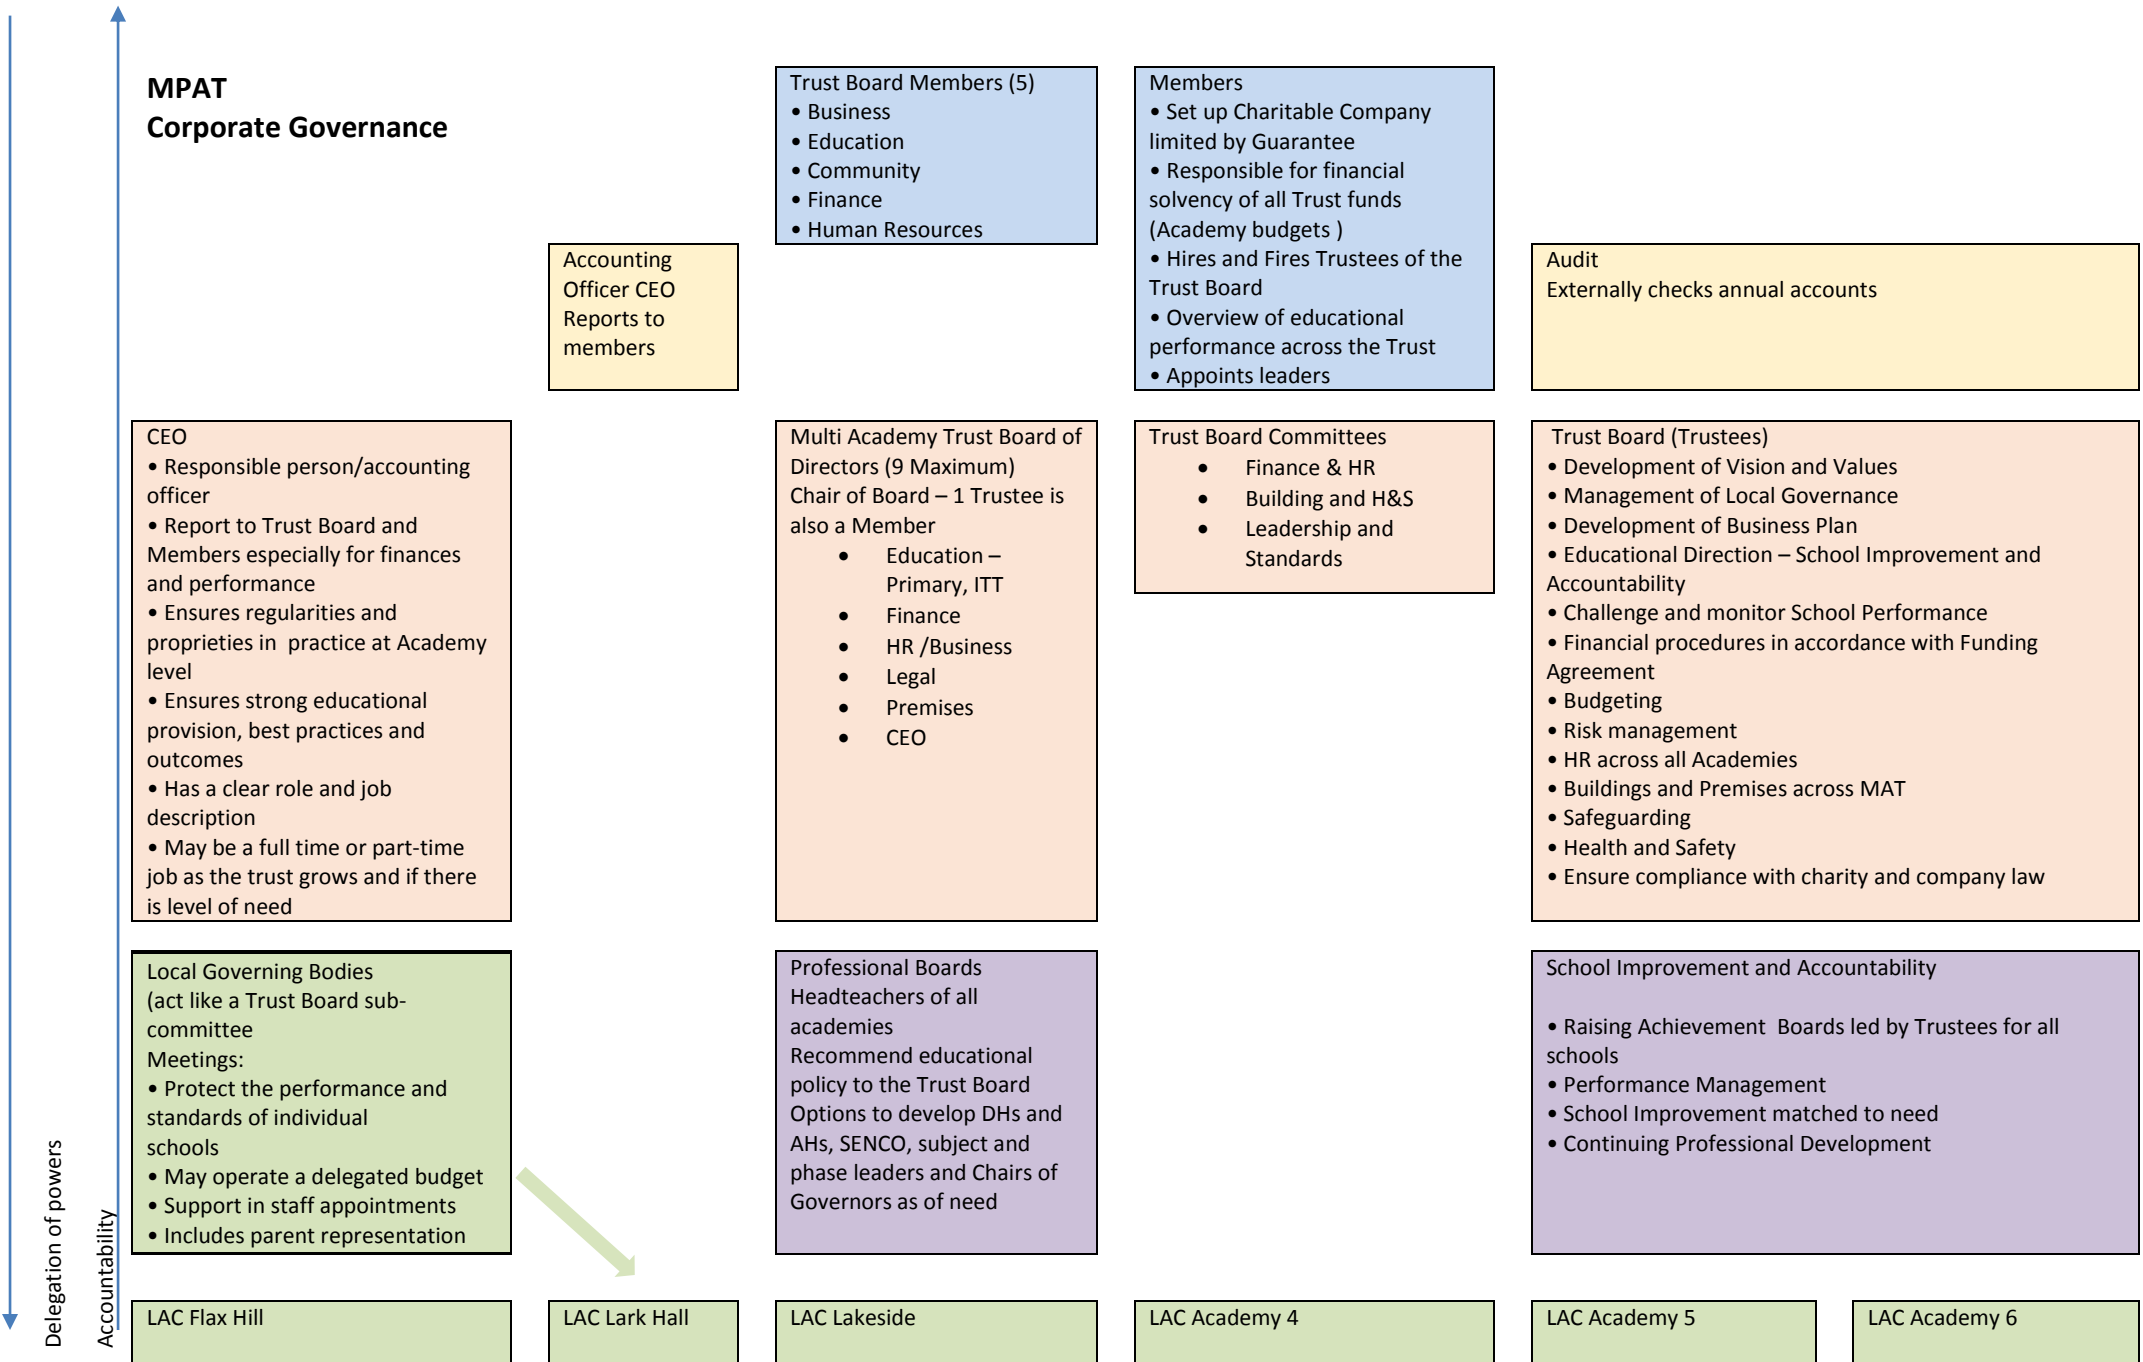 MPAT
Corporate Governance
Trust Board Members (5)
• Business
• Education
• Community
• Finance
• Human Resources
Members
• Set up Charitable Company
limited by Guarantee
• Responsible for financial
solvency of all Trust funds
(Academy budgets )
• Hires and Fires Trustees of the
Trust Board
• Overview of educational
performance across the Trust
• Appoints leaders
Accounting
Officer CEO
Reports to
members
Audit
Externally checks annual accounts
CEO
• Responsible person/accounting
officer
• Report to Trust Board and
Members especially for finances
and performance
• Ensures regularities and
proprieties in  practice at Academy
level
• Ensures strong educational
provision, best practices and
outcomes
• Has a clear role and job
description
• May be a full time or part-time
job as the trust grows and if there
is level of need
Multi Academy Trust Board of
Directors (9 Maximum)
Chair of Board – 1 Trustee is
also a Member
• Education –
Primary, ITT
• Finance
• HR /Business
• Legal
• Premises
• CEO
Trust Board Committees
• Finance & HR
• Building and H&S
• Leadership and
Standards
Trust Board (Trustees)
• Development of Vision and Values
• Management of Local Governance
• Development of Business Plan
• Educational Direction – School Improvement and
Accountability
• Challenge and monitor School Performance
• Financial procedures in accordance with Funding
Agreement
• Budgeting
• Risk management
• HR across all Academies
• Buildings and Premises across MAT
• Safeguarding
• Health and Safety
• Ensure compliance with charity and company law
Local Governing Bodies
(act like a Trust Board sub-
committee
Meetings:
• Protect the performance and
standards of individual
schools
• May operate a delegated budget
• Support in staff appointments
• Includes parent representation
Professional Boards
Headteachers of all
academies
Recommend educational
policy to the Trust Board
Options to develop DHs and
AHs, SENCO, subject and
phase leaders and Chairs of
Governors as of need
School Improvement and Accountability
• Raising Achievement  Boards led by Trustees for all
schools
• Performance Management
• School Improvement matched to need
• Continuing Professional Development
Delegation of powers
Accountability
LAC Flax Hill
LAC Lark Hall
LAC Lakeside
LAC Academy 4
LAC Academy 5
LAC Academy 6